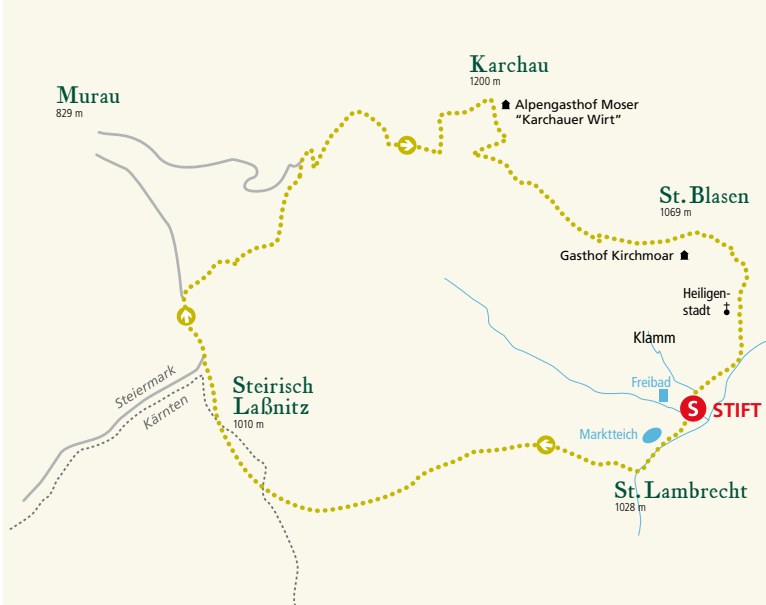 Karchau
1200 m
Alpengasthof Moser
"Karchauer Wirt"
Murau
829 m
St. Blasen
1069 m
Gasthof Kirchmoar
Heiligen-
stadt
Klamm
Steiermark
Kärnten
Steirisch
Laßnitz
1010 m
Freibad
S STIFT
Marktteich
St. Lambrecht
1028 m